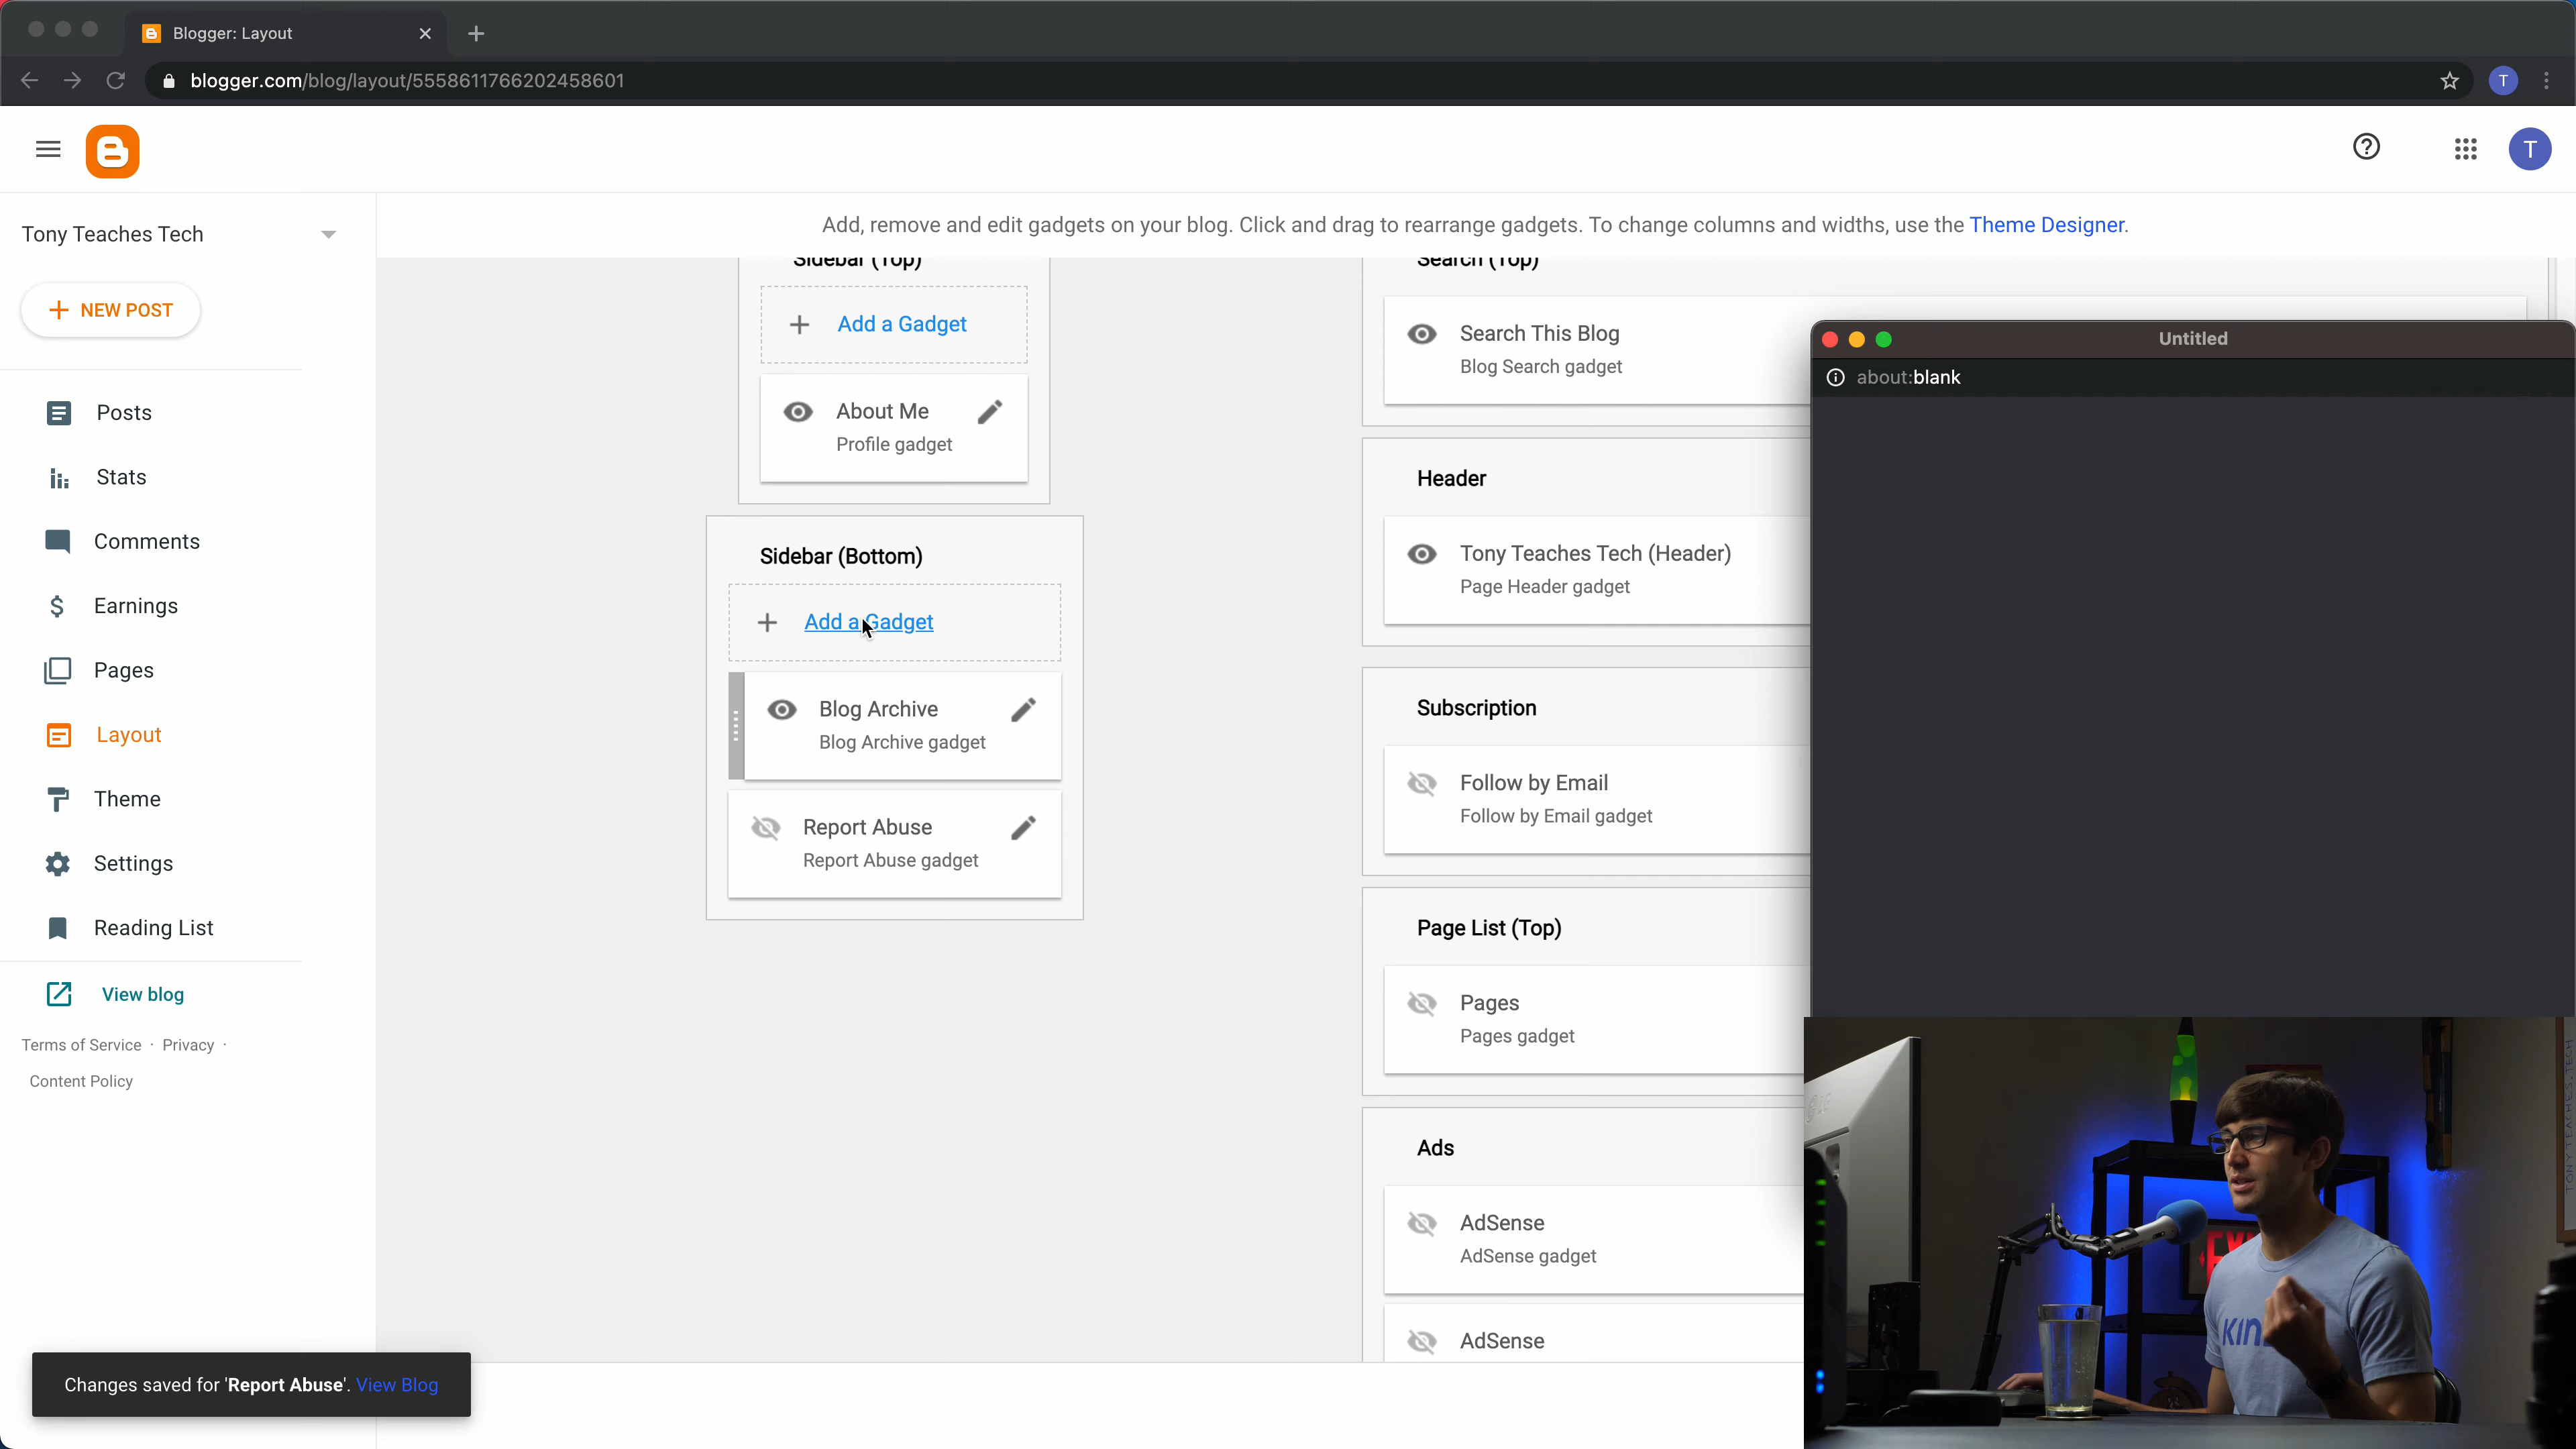 Blogger: Layout
blogger.com/blog/layout/5558611766202458601
T
T
Tony Teaches Tech
NEW POST
Posts
Stats
Comments
Earnings
Pages
Layout
Theme
Settings
Reading List
View blog
Terms of Service · Privacy ·
Content Policy
Changes saved for 'Report Abuse'. View Blog
Add, remove and edit gadgets on your blog. Click and drag to rearrange gadgets. To change columns and widths, use the Theme Designer.
Sidebar (Top)
Add a Gadget
About Me
Profile gadget
Sidebar (Bottom)
Add a Gadget
Blog Archive
Blog Archive gadget
Report Abuse
Report Abuse gadget
Search (Top)
Search This Blog
Blog Search gadget
Header
Tony Teaches Tech (Header)
Page Header gadget
Subscription
Follow by Email
Follow by Email gadget
Page List (Top)
Pages
Pages gadget
Ads
AdSense
AdSense gadget
AdSense
Untitled
about:blank